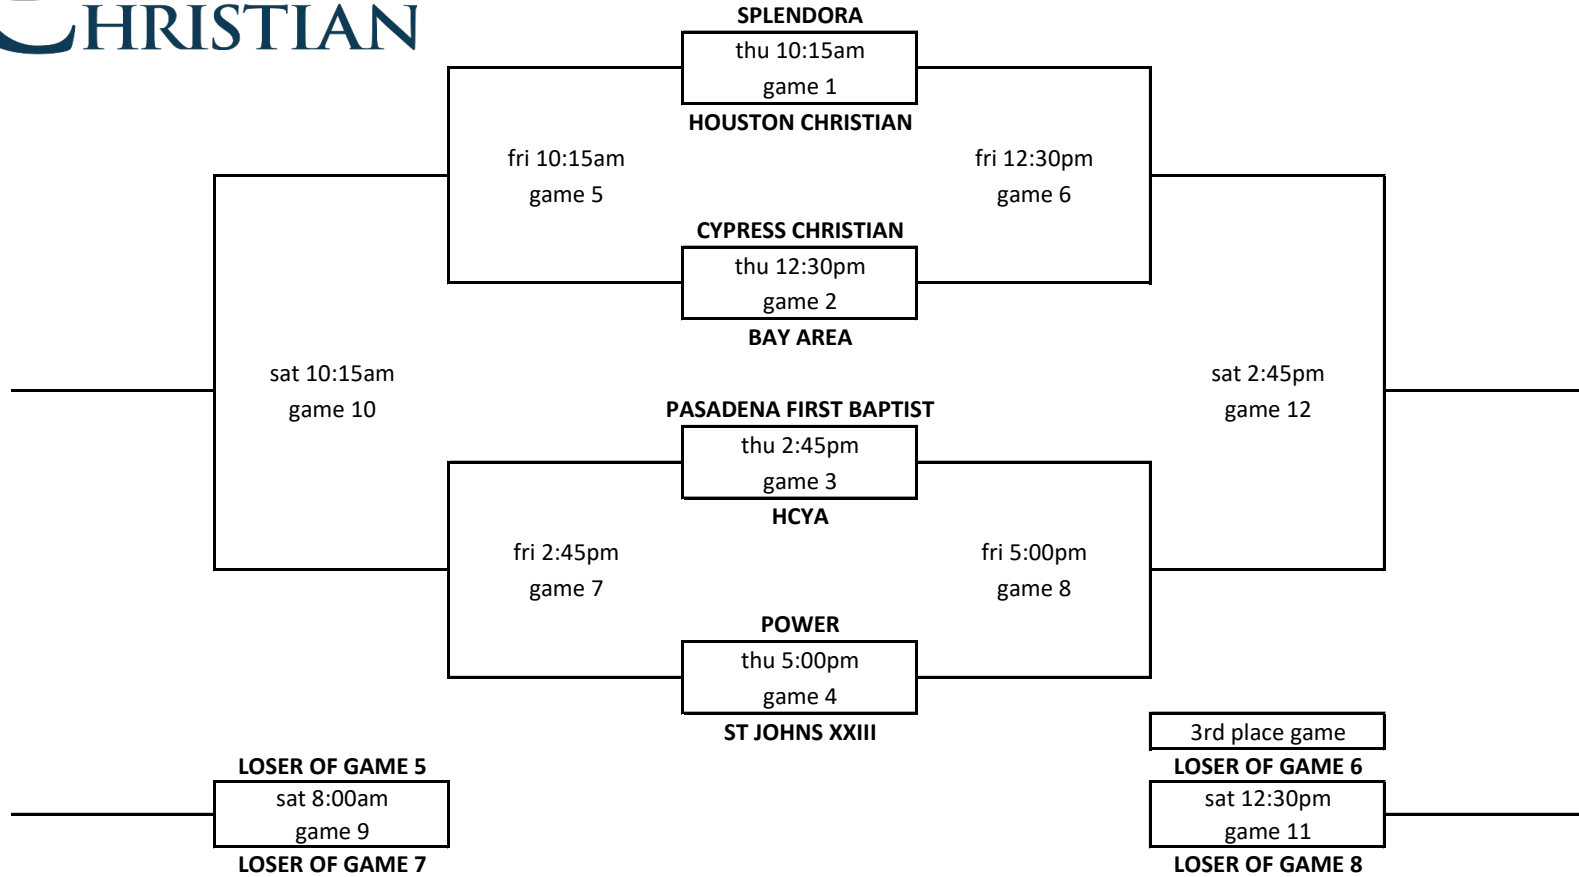 CHRISTIAN
SPLENDORA
thu 10:15am
game 1
HOUSTON CHRISTIAN
fri 10:15am
game 5
fri 12:30pm
game 6
CYPRESS CHRISTIAN
thu 12:30pm
game 2
BAY AREA
sat 10:15am
game 10
sat 2:45pm
game 12
PASADENA FIRST BAPTIST
thu 2:45pm
game 3
HCYA
fri 2:45pm
game 7
fri 5:00pm
game 8
POWER
thu 5:00pm
game 4
ST JOHNS XXIII
3rd place game
LOSER OF GAME 5
sat 8:00am
game 9
LOSER OF GAME 7
LOSER OF GAME 6
sat 12:30pm
game 11
LOSER OF GAME 8